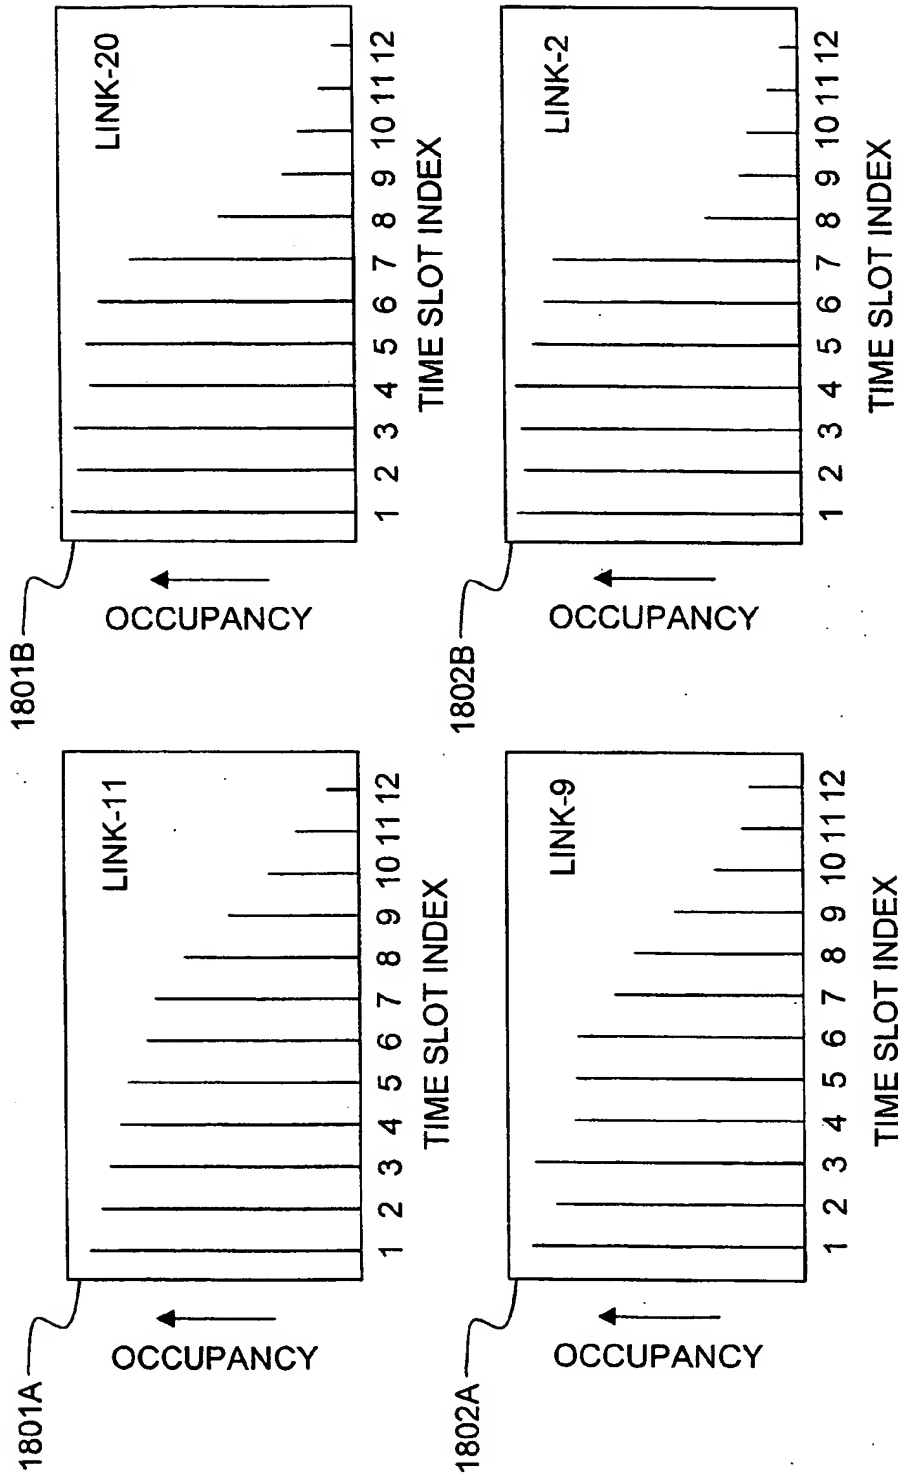 1801A
LINK-11
OCCUPANCY
1 2 3 4 5 6 7 8 9 10 11 12
TIME SLOT INDEX
1801B
LINK-20
OCCUPANCY
1 2 3 4 5 6 7 8 9 10 11 12
TIME SLOT INDEX
1802A
LINK-9
OCCUPANCY
1 2 3 4 5 6 7 8 9 10 11 12
TIME SLOT INDEX
1802B
LINK-2
OCCUPANCY
1 2 3 4 5 6 7 8 9 10 11 12
TIME SLOT INDEX